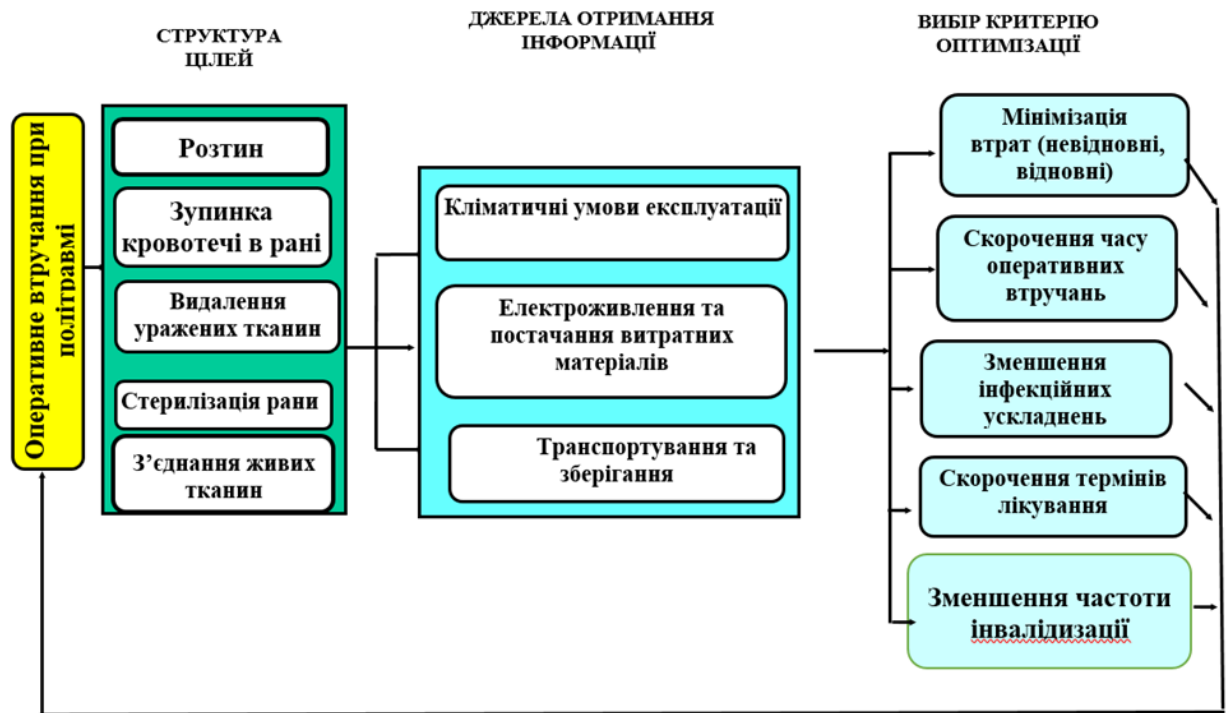 СТРУКТУРА
ЦІЛЕЙ
ДЖЕРЕЛА ОТРИМАННЯ
ІНФОРМАЦІЇ
ВИБІР КРИТЕРІЮ
ОПТИМІЗАЦІЇ
Оперативне втручання при
політравмі
Розтин
Зупинка
кровотечі в рані
Видалення
уражених тканин
Стерилізація рани
З’єднання живих
тканин
Кліматичні умови експлуатації
Електроживлення та
постачання витратних
матеріалів
Транспортування та
зберігання
Мінімізація
втрат (невідновні,
відновні)
Скорочення часу
оперативних
втручань
Зменшення
інфекційних
ускладнень
Скорочення термінів
лікування
Зменшення частоти
інвалідизації